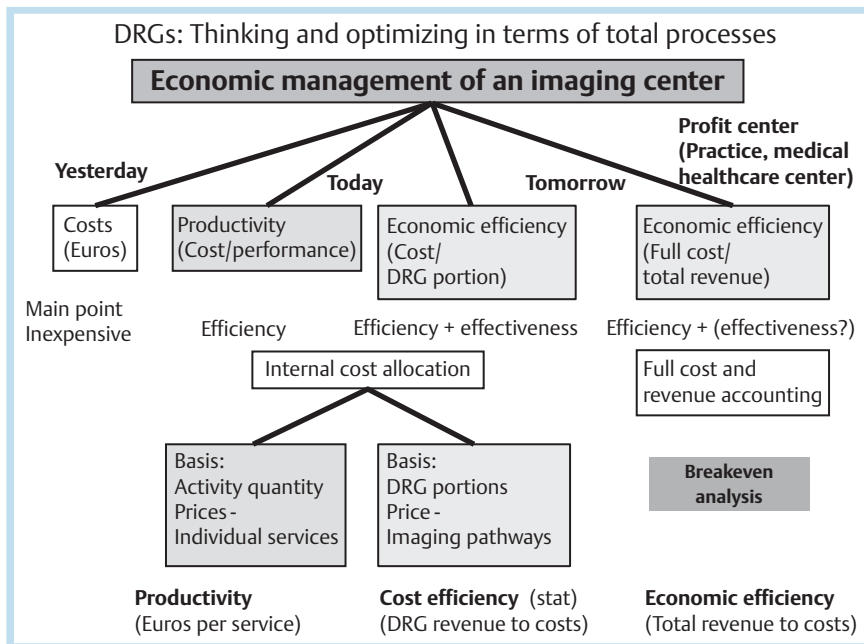 DRGs: Thinking and optimizing in terms of total processes
Economic management of an imaging center
Profit center
(Practice, medical
healthcare center)
Yesterday
Today
Tomorrow
Costs
(Euros)
Productivity
(Cost/performance)
Economic efficiency
(Cost/
DRG portion)
Economic efficiency
(Full cost/
total revenue)
Main point
Inexpensive
Efficiency
Efficiency + effectiveness
Efficiency + (effectiveness?)
Internal cost allocation
Full cost and
revenue accounting
Basis:
Activity quantity
Prices -
Individual services
Basis:
DRG portions
Price -
Imaging pathways
Breakeven
analysis
Productivity
(Euros per service)
Cost efficiency (stat)
(DRG revenue to costs)
Economic efficiency
(Total revenue to costs)